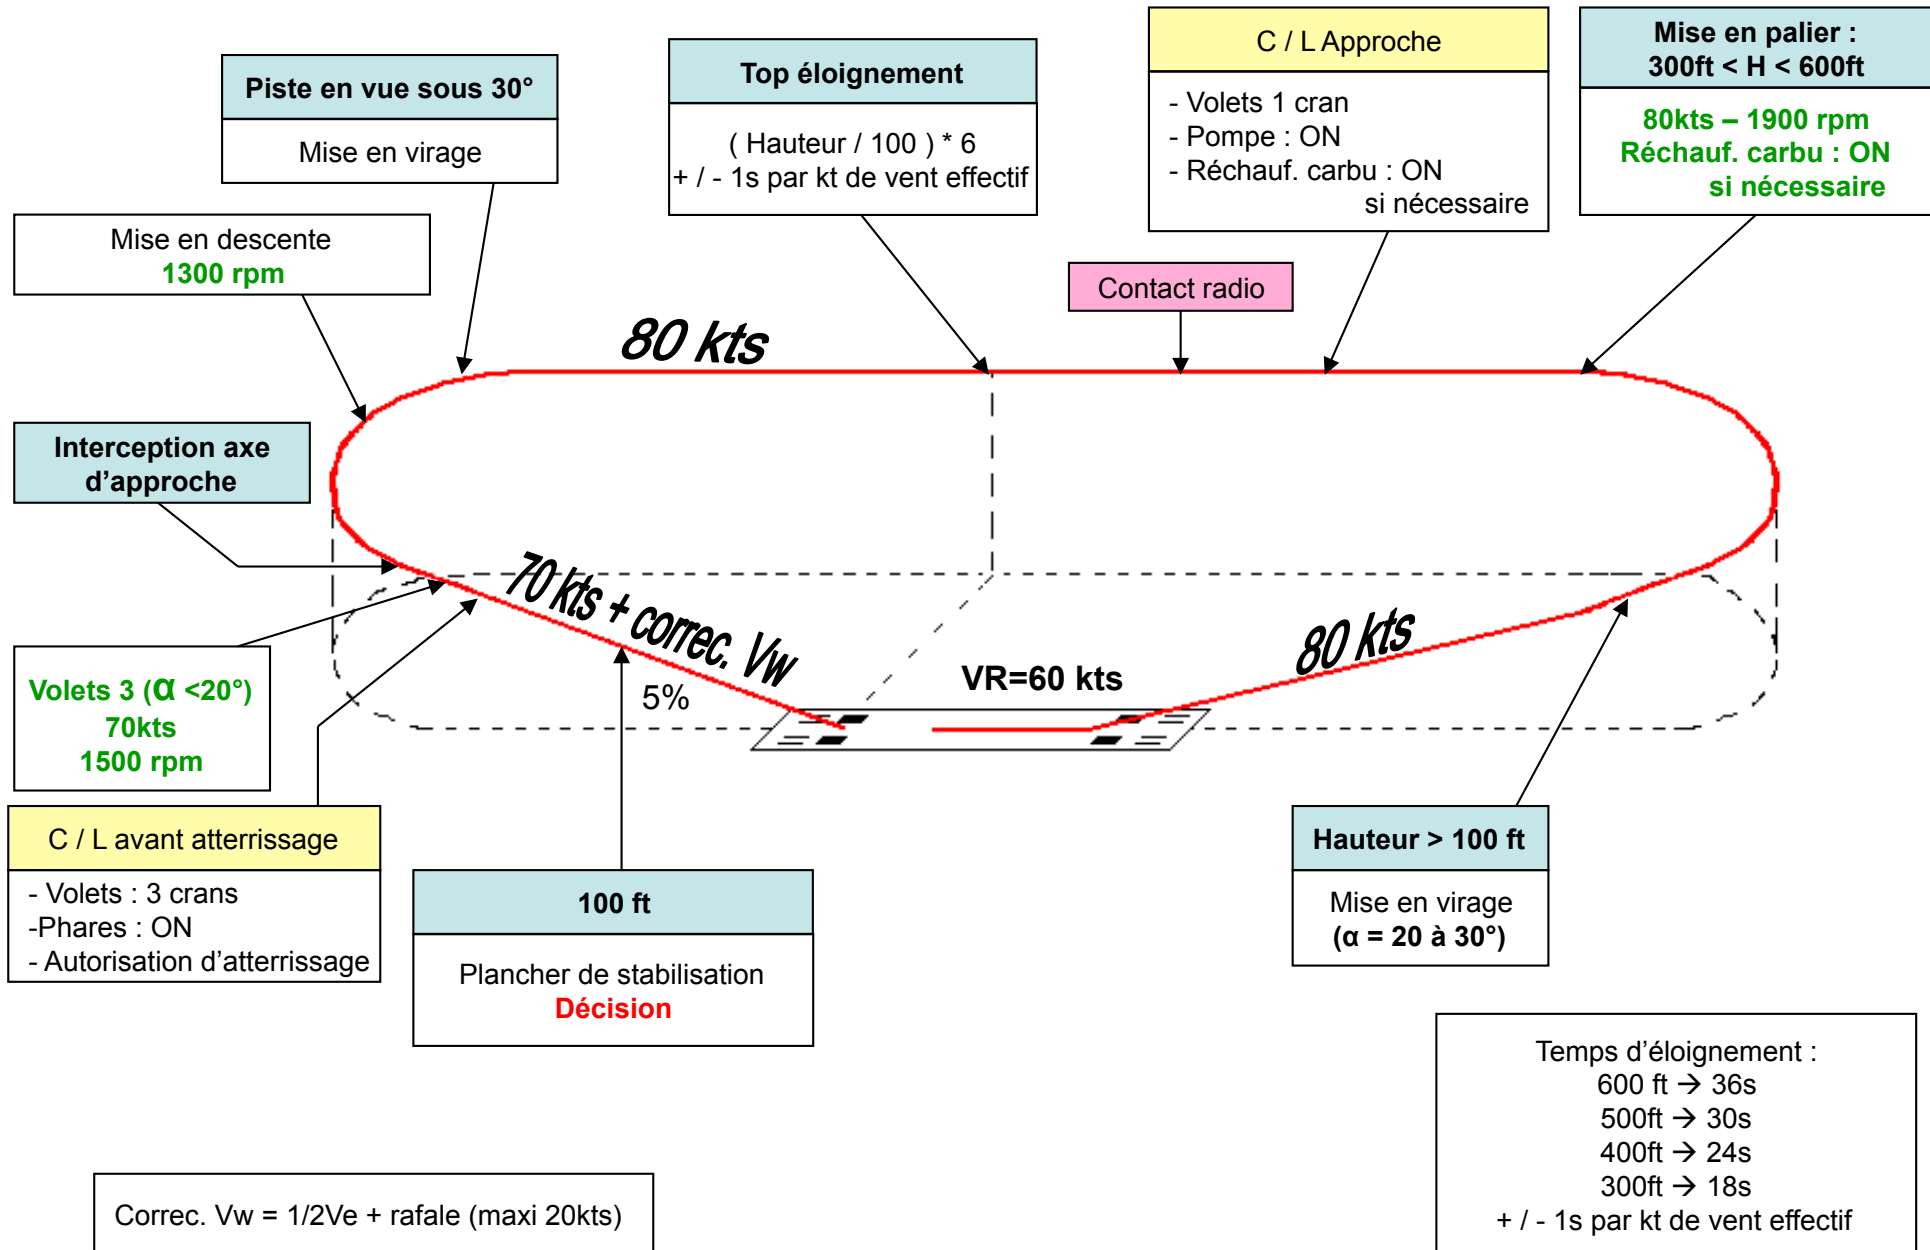 Piste en vue sous 30°
Mise en virage
Top éloignement
( Hauteur / 100 ) * 6
+ / - 1s par kt de vent effectif
C / L Approche
- Volets 1 cran
- Pompe : ON
- Réchauf. carbu : ON
si nécessaire
Mise en palier :
300ft < H < 600ft
80kts – 1900 rpm
Réchauf. carbu : ON
si nécessaire
Mise en descente
1300 rpm
Contact radio
80 kts
Interception axe
d’approche
70 kts + correc. Vw
80 kts
VR=60 kts
5%
Volets 3 (α <20°)
70kts
1500 rpm
C / L avant atterrissage
- Volets : 3 crans
-Phares : ON
- Autorisation d’atterrissage
100 ft
Plancher de stabilisation
Décision
Hauteur > 100 ft
Mise en virage
(α = 20 à 30°)
Temps d’éloignement :
600 ft → 36s
500ft → 30s
400ft → 24s
300ft → 18s
+ / - 1s par kt de vent effectif
Correc. Vw = 1/2Ve + rafale (maxi 20kts)